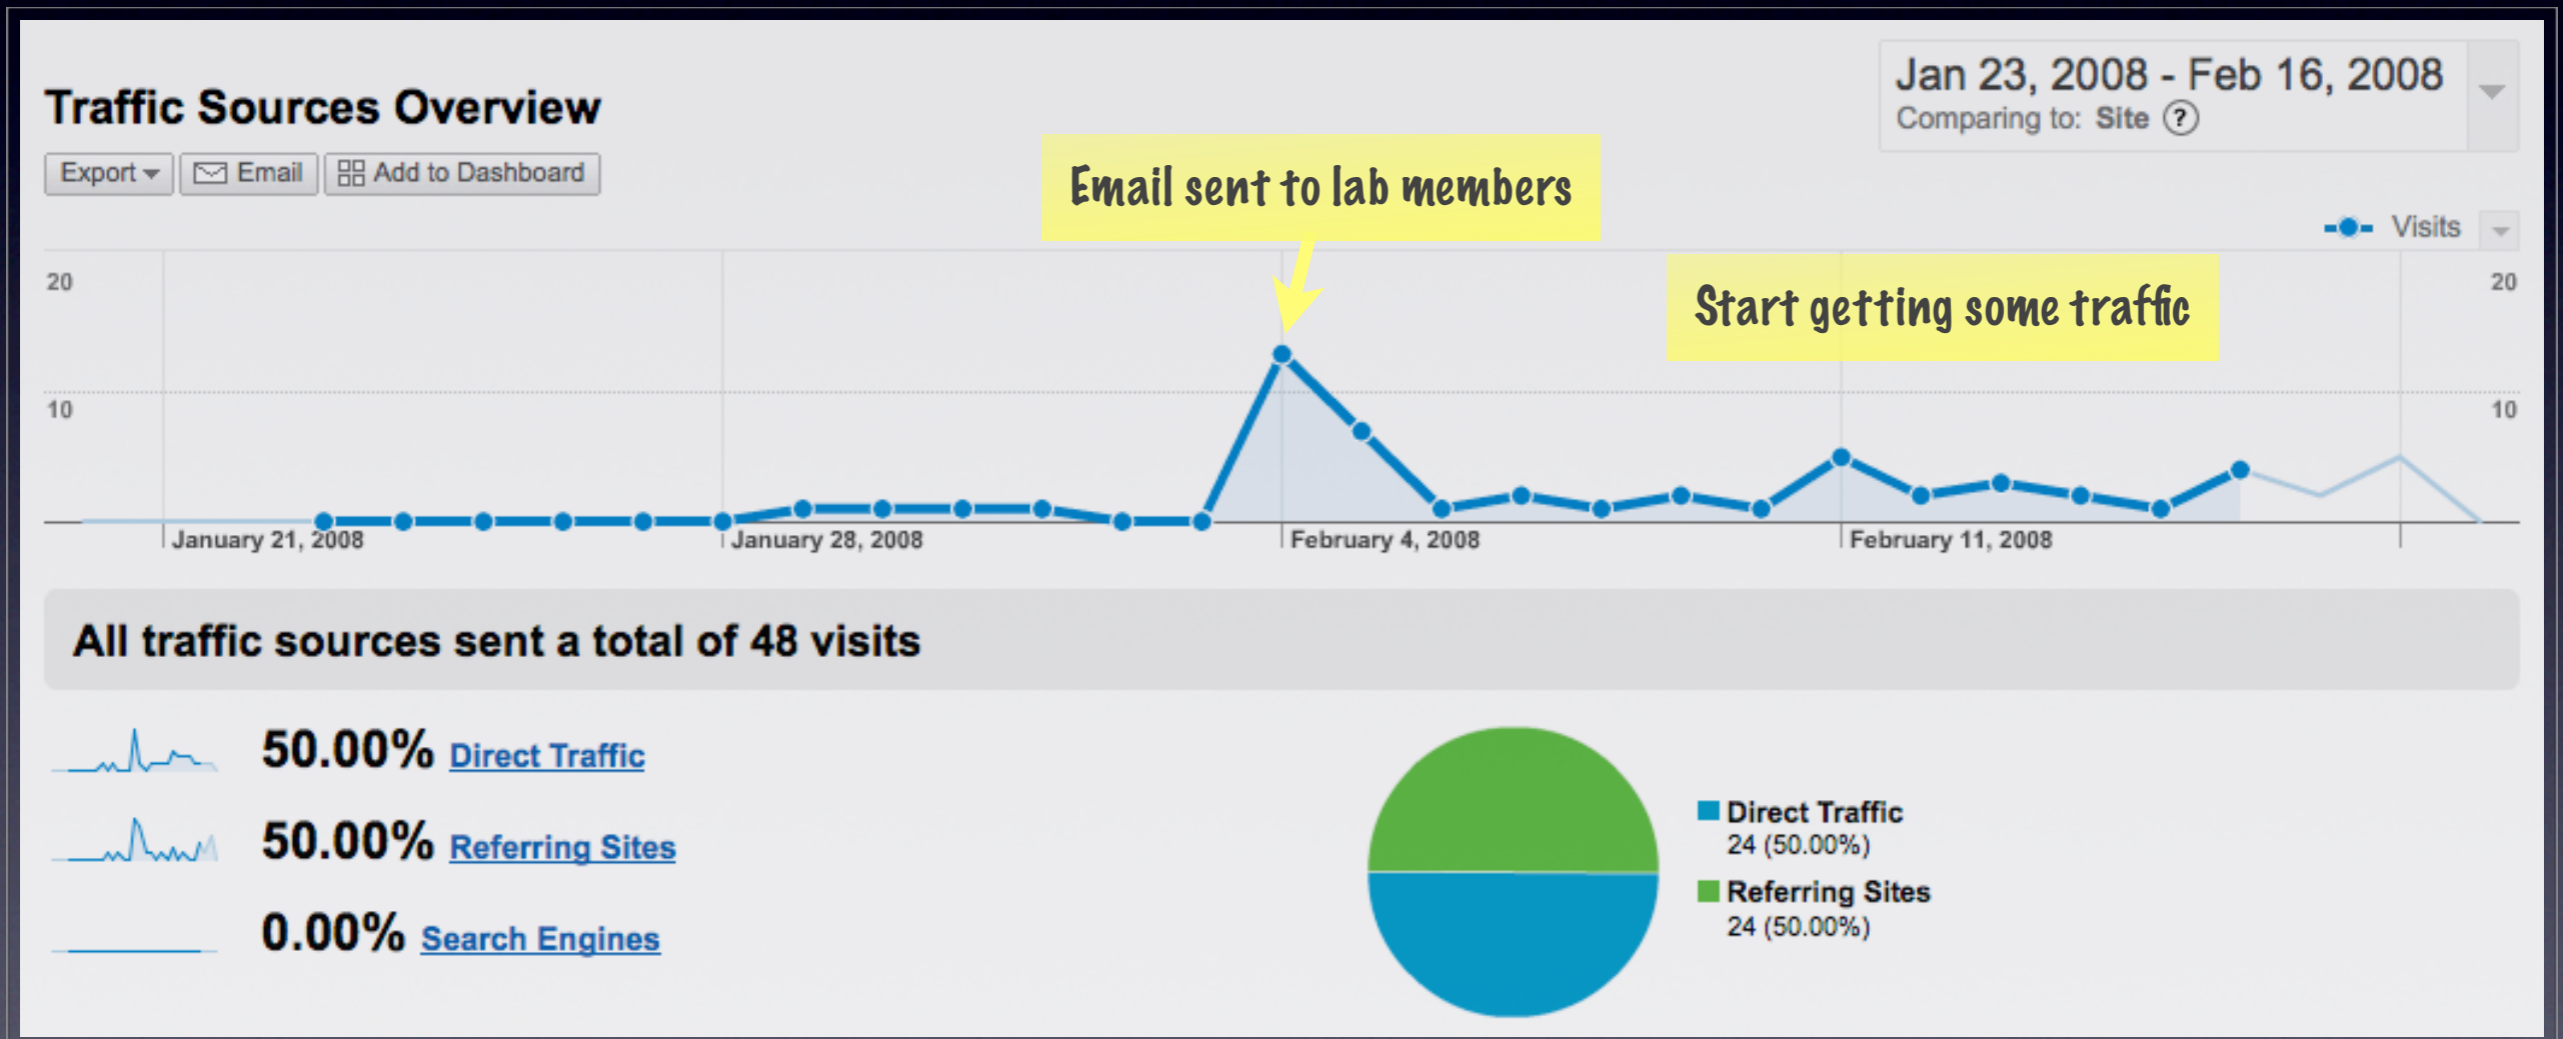 Jan 23, 2008 - Feb 16, 2008
Comparing to: Site ?
Traffic Sources Overview
Export Email Add to Dashboard
Email sent to lab members
Visits
Start getting some traffic
20 20
10 10
January 21, 2008 January 28, 2008 February 4, 2008 February 11, 2008
All traffic sources sent a total of 48 visits
50.00% Direct Traffic
50.00% Referring Sites
0.00% Search Engines
Direct Traffic
24 (50.00%)
Referring Sites
24 (50.00%)